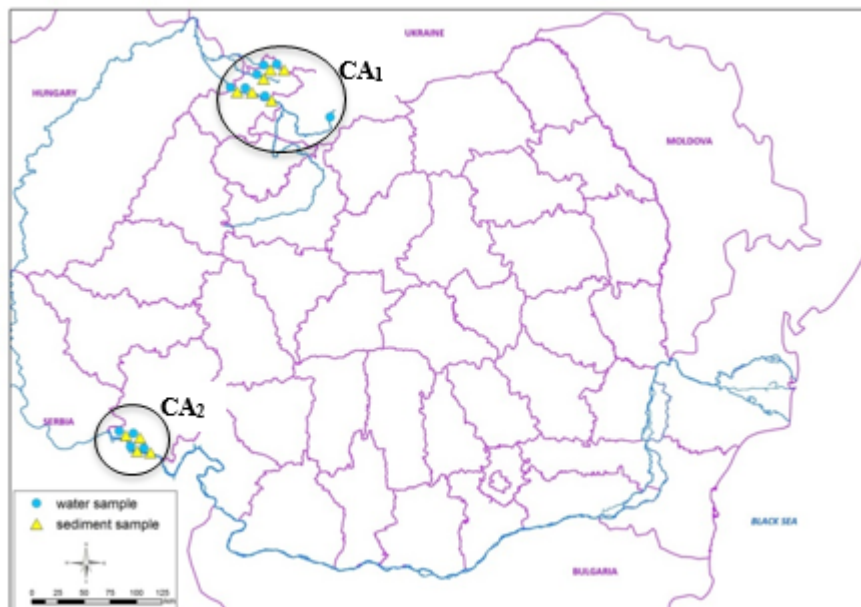 UKRAINE
CA1
HUNGARY
MOLDOVA
CA2
SERBIA
water sample
sediment sample
BLACK SEA
0 25 50 75 100 125
BULGARIA